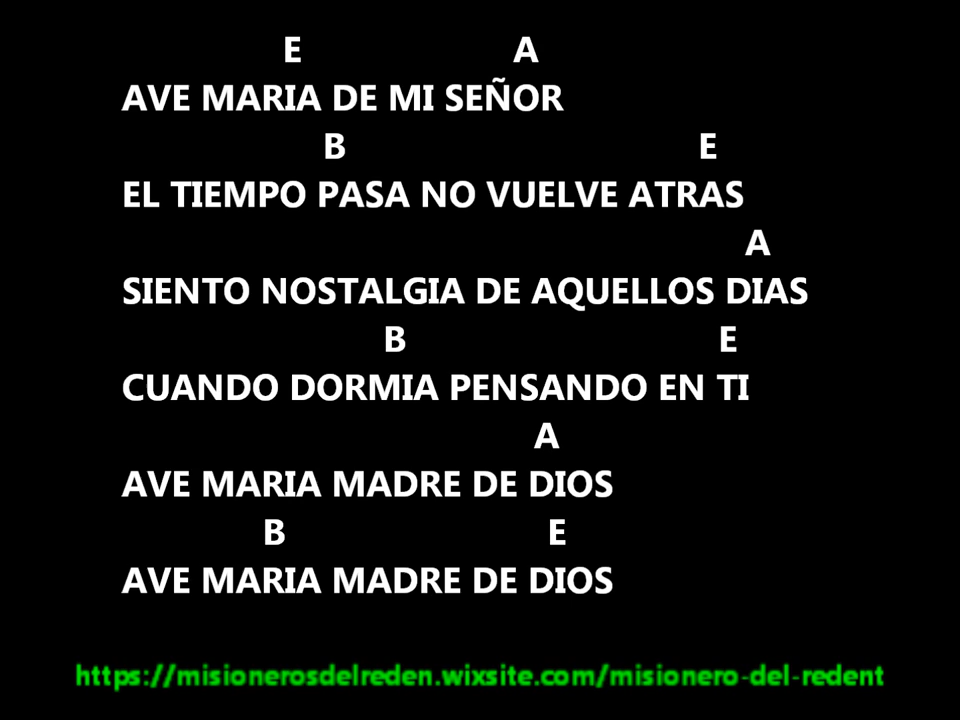 E A
AVE MARIA DE MI SEÑOR
B E
EL TIEMPO PASA NO VUELVE ATRAS
A
SIENTO NOSTALGIA DE AQUELLOS DIAS
B E
CUANDO DORMIA PENSANDO EN TI
A
AVE MARIA MADRE DE DIOS
B E
AVE MARIA MADRE DE DIOS
https://misionerosdelreden.wixsite.com/misionero-del-redent